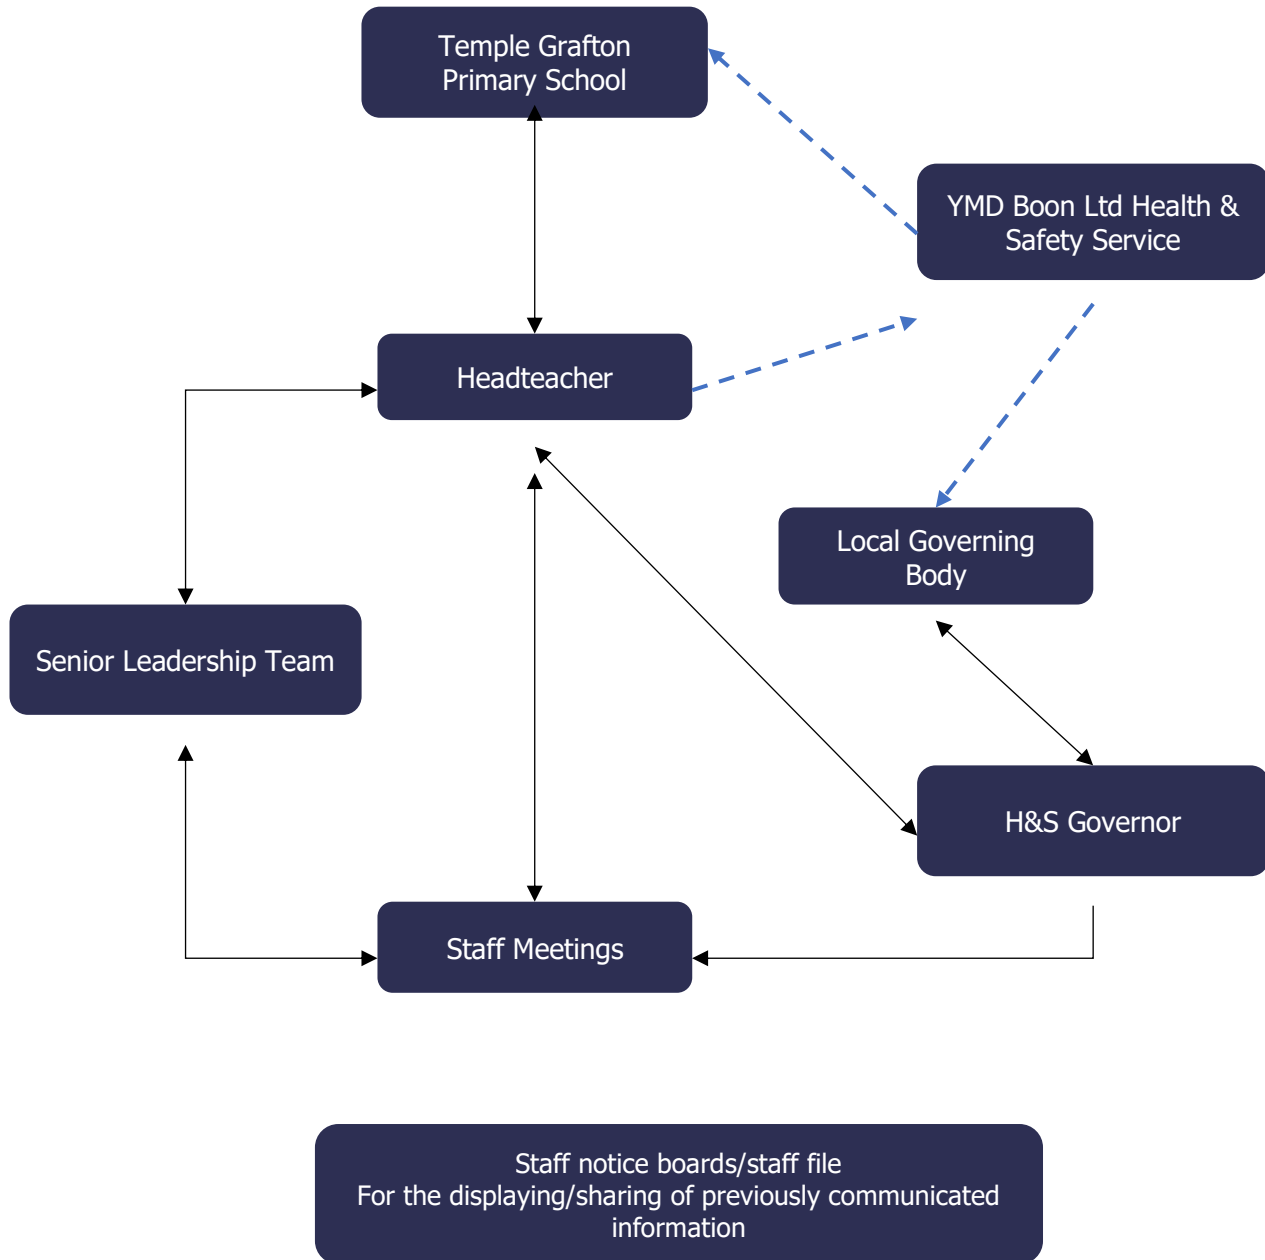 Temple Grafton
Primary School
YMD Boon Ltd Health &
Safety Service
Headteacher
Local Governing
Body
Senior Leadership Team
H&S Governor
Staff Meetings
Staff notice boards/staff file
For the displaying/sharing of previously communicated
information